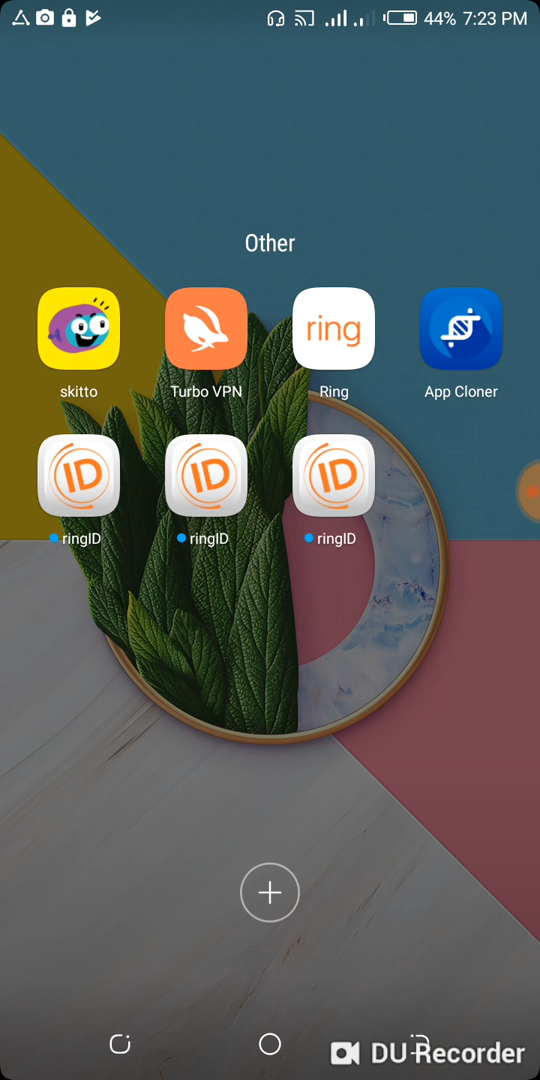 44% 7:23 PM
Other
ring
skitto
Turbo VPN
Ring
App Cloner
ID
ID
ID
ringID
ringID
ringID
DU Recorder